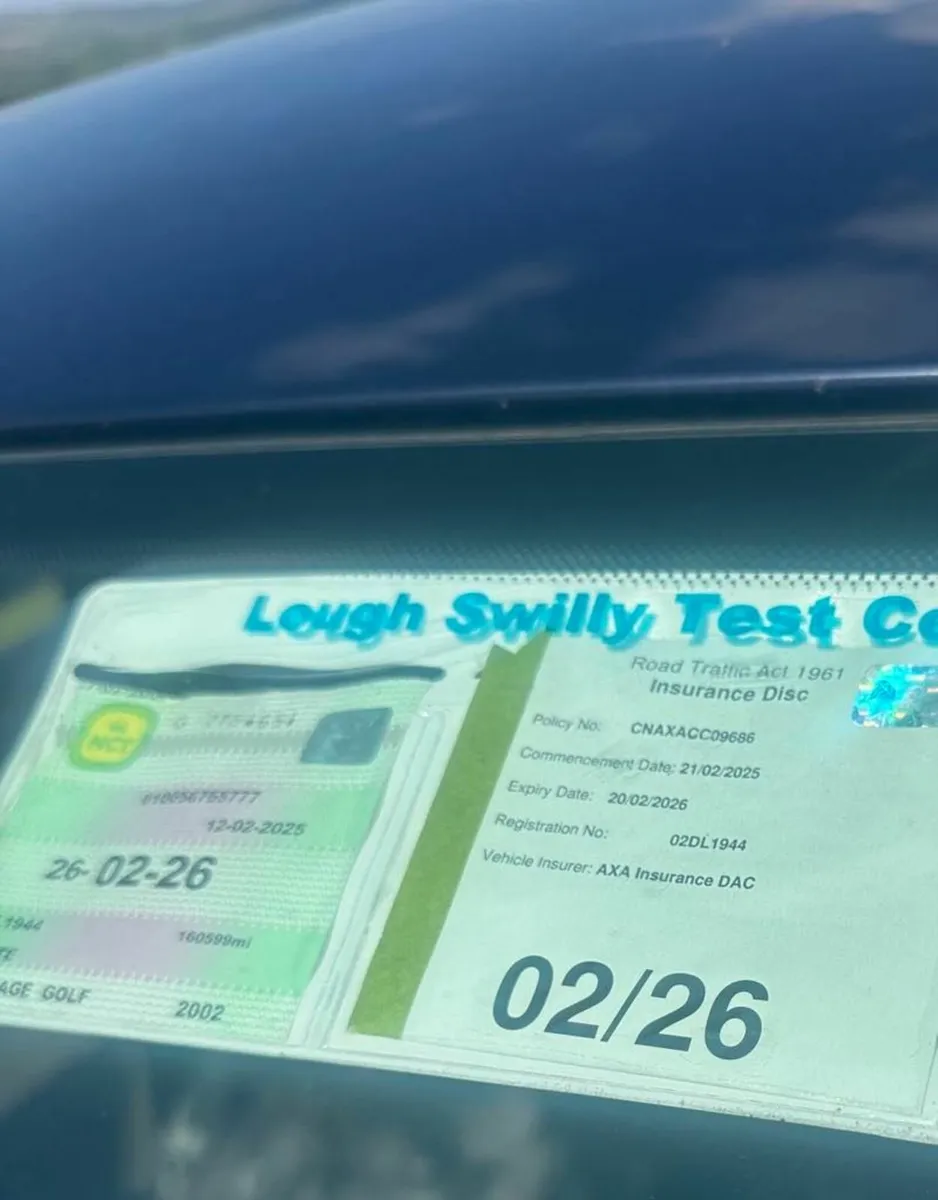 Lough Swilly Test Ce
NCT
12-02-2025
26-02-26
1944
160599mi
AGE GOLF
2002
Road Traffic Act 1961
Insurance Disc
Policy No: CNAXACC09686
Commencement Date: 21/02/2025
Expiry Date: 20/02/2026
Registration No: 02DL1944
Vehicle Insurer: AXA Insurance DAC
02/26